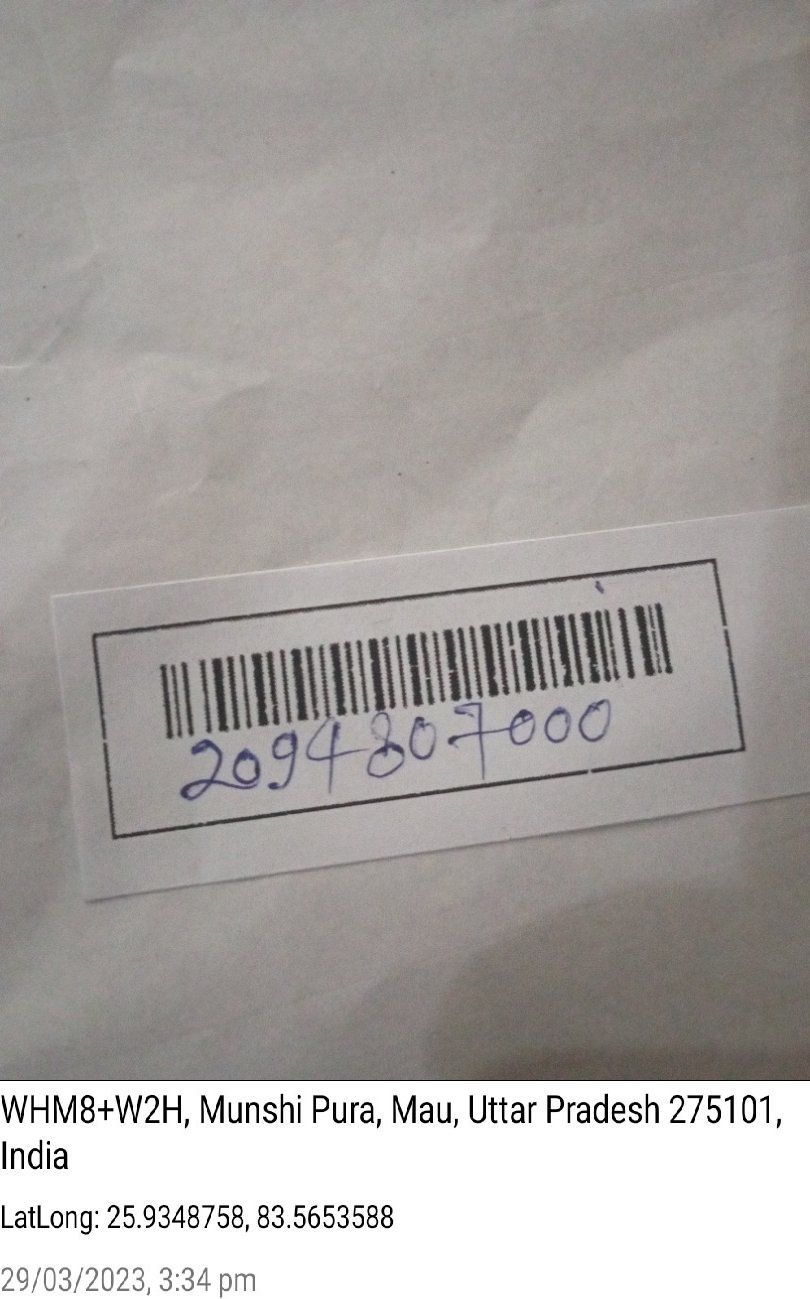 2094807000
WHM8+W2H, Munshi Pura, Mau, Uttar Pradesh 275101,
India
LatLong: 25.9348758, 83.5653588
29/03/2023, 3:34 pm